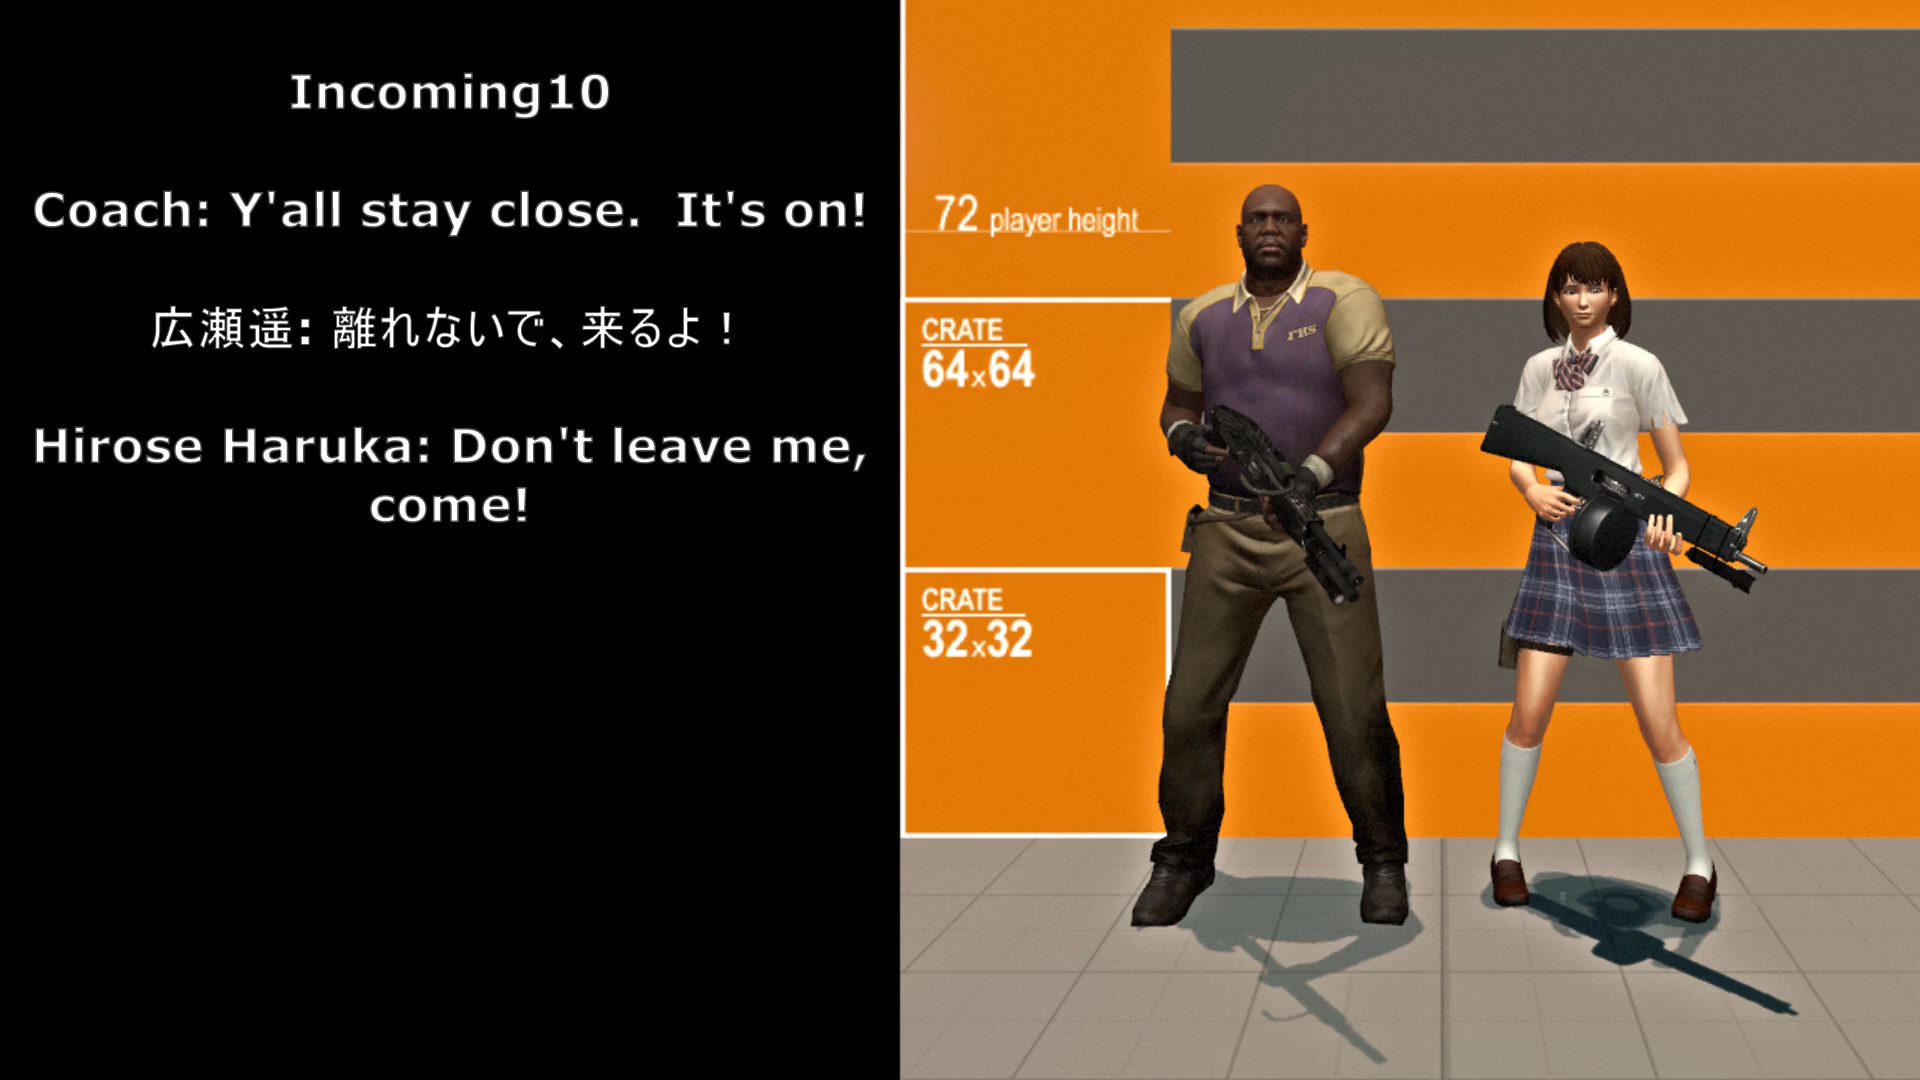 Incoming10
Coach: Y'all stay close.  It's on!
広瀬遥: 離れないで、来るよ！
Hirose Haruka: Don't leave me,
come!
72 player height
CRATE
64x64
CRATE
32x32